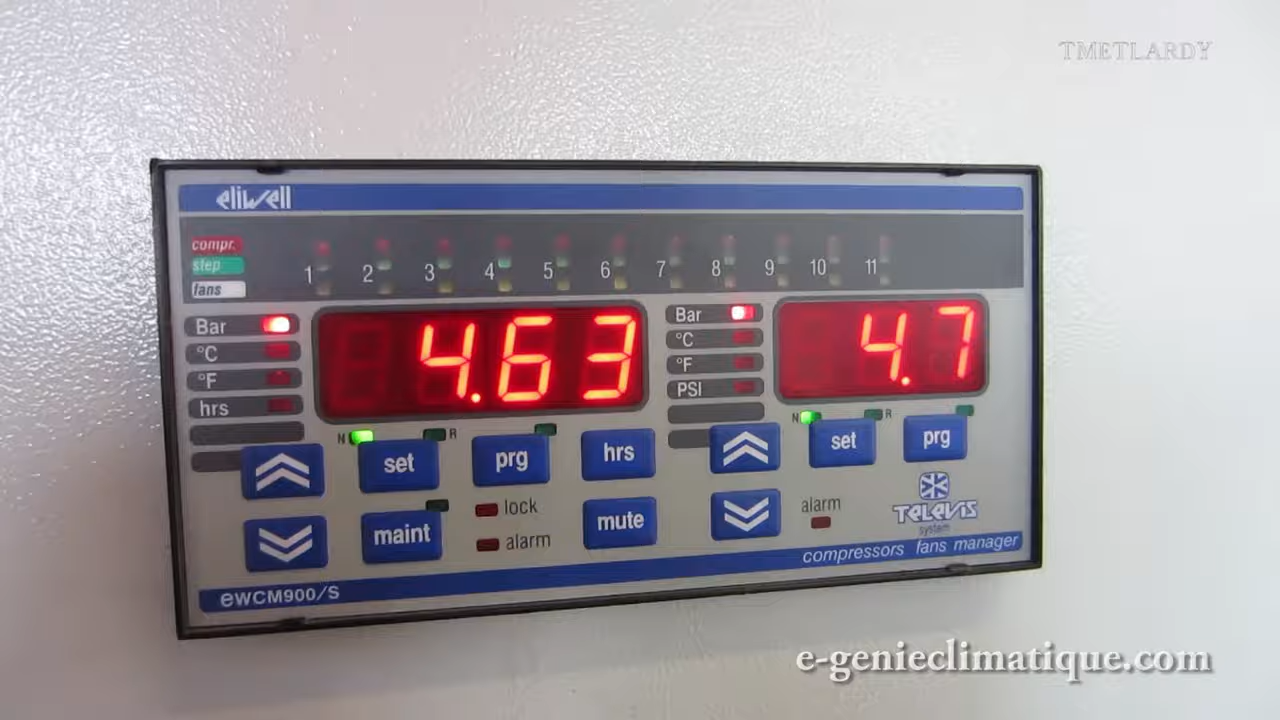 TMETLARDY
eliwell
compr.
step
fans
1 2 3 4 5 6 7 8 9 10 11
Bar
°C
°F
hrs
4.63
Bar
°C
°F
PSI
4.7
N R
set
prg
hrs
N R
set
prg
maint
lock
alarm
mute
alarm
TELEVIS
system
compressors fans manager
eWCM900/S
e-genieclimatique.com